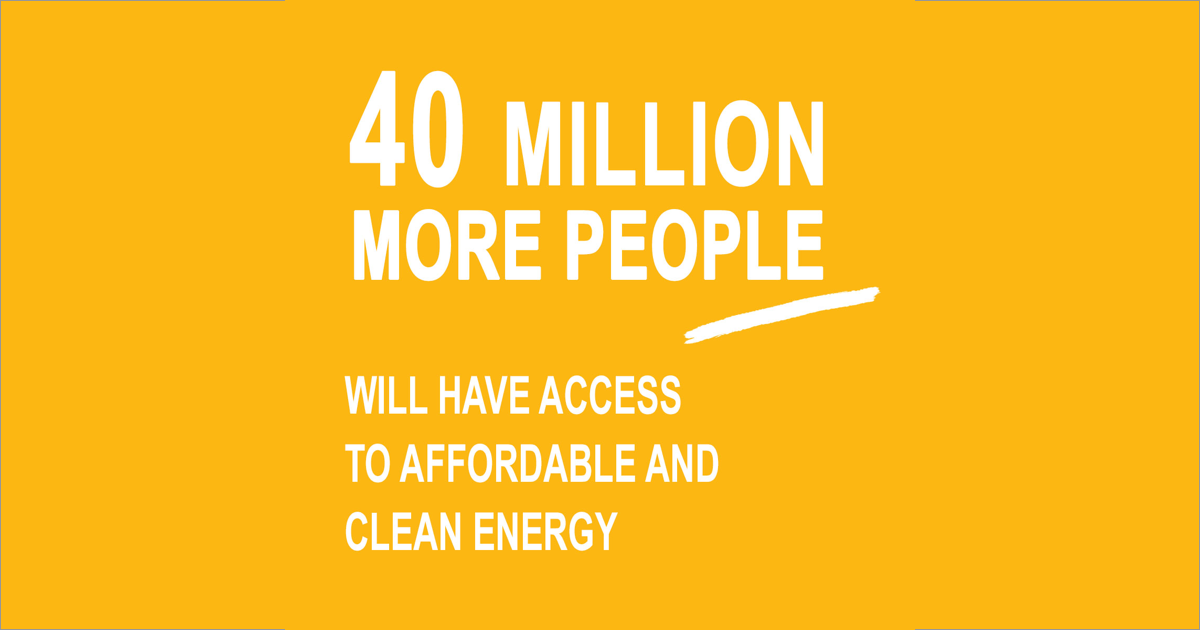 40 MILLION
MORE PEOPLE
WILL HAVE ACCESS
TO AFFORDABLE AND
CLEAN ENERGY